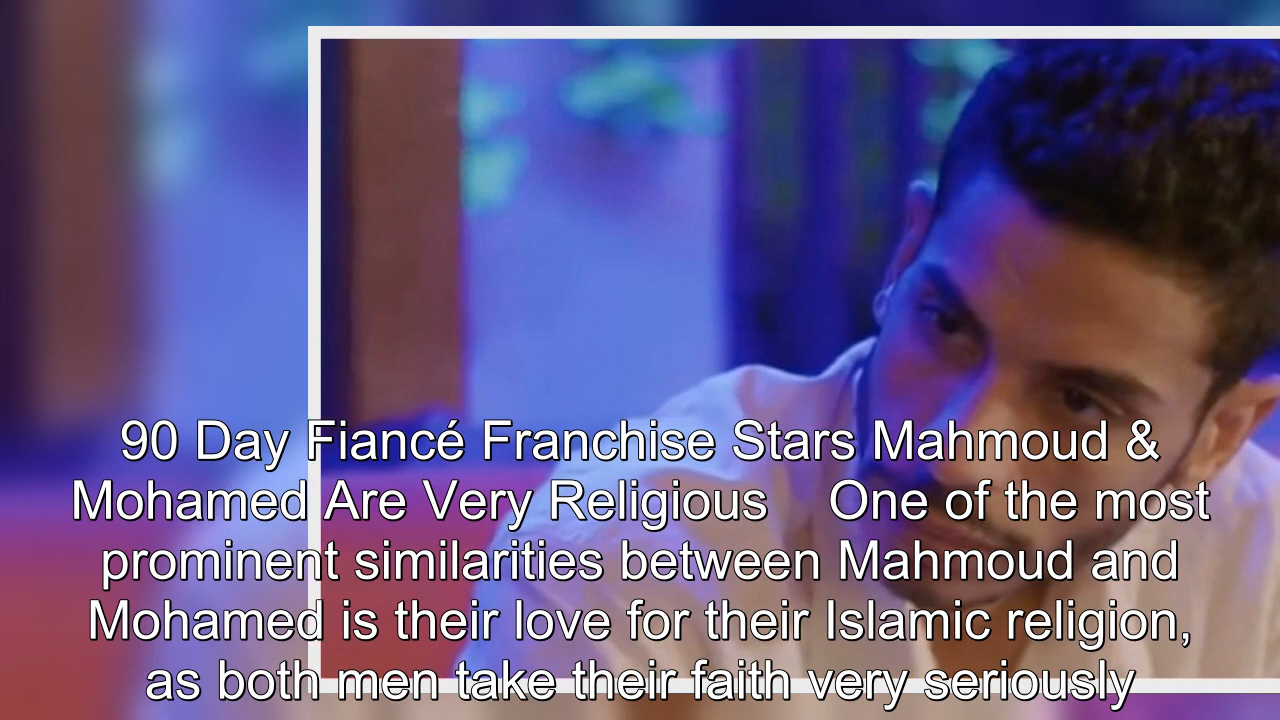 90 Day Fiancé Franchise Stars Mahmoud &
Mohamed Are Very Religious    One of the most
prominent similarities between Mahmoud and
Mohamed is their love for their Islamic religion,
as both men take their faith very seriously